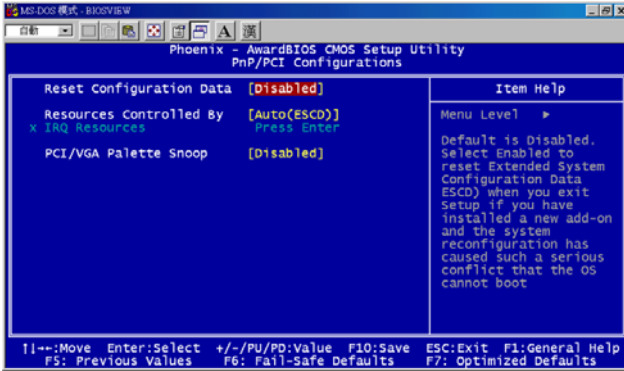 MS-DOS 模式 - BIOSVIEW
自動
A 漢
Phoenix - AwardBIOS CMOS Setup Utility
PnP/PCI Configurations
Reset Configuration Data [Disabled]
Resources Controlled By [Auto(ESCD)]
x IRQ Resources Press Enter
PCI/VGA Palette Snoop [Disabled]
Item Help
Menu Level ►
Default is Disabled.
Select Enabled to
reset Extended System
Configuration Data
ESCD) when you exit
Setup if you have
installed a new add-on
and the system
reconfiguration has
caused such a serious
conflict that the OS
cannot boot
↑↓→←:Move Enter:Select +/-/PU/PD:Value F10:Save ESC:Exit F1:General Help
F5: Previous Values F6: Fail-Safe Defaults F7: Optimized Defaults